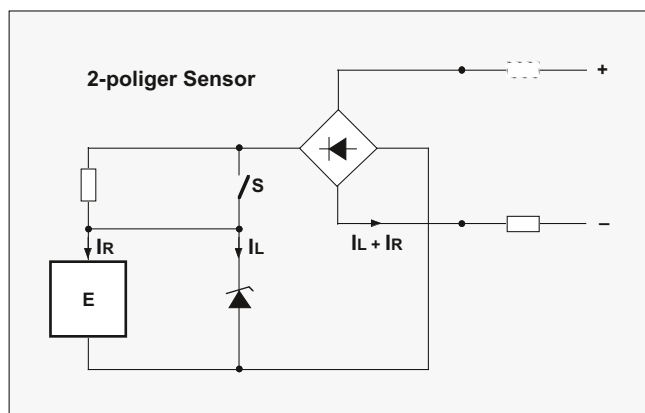 2-poliger Sensor
+
S
–
IR
IL
IL + IR
E